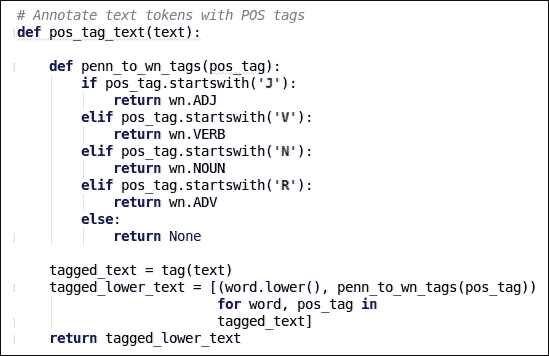 # Annotate text tokens with POS tags
def pos_tag_text(text):
    def penn_to_wn_tags(pos_tag):
        if pos_tag.startswith('J'):
            return wn.ADJ
        elif pos_tag.startswith('V'):
            return wn.VERB
        elif pos_tag.startswith('N'):
            return wn.NOUN
        elif pos_tag.startswith('R'):
            return wn.ADV
        else:
            return None
    tagged_text = tag(text)
    tagged_lower_text = [(word.lower(), penn_to_wn_tags(pos_tag))
                         for word, pos_tag in
                         tagged_text]
    return tagged_lower_text